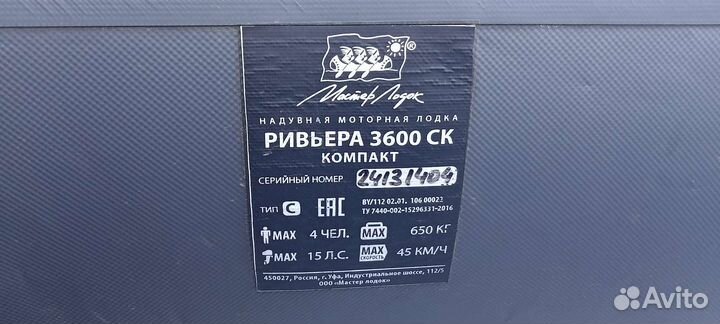 ®
Мастер Лодок
НАДУВНАЯ МОТОРНАЯ ЛОДКА
РИВЬЕРА 3600 СК
КОМПАКТ
СЕРИЙНЫЙ НОМЕР 24131404
ТИП C EAC BY/112 02.01. 106 00023
ТУ 7440-002-15296331-2016
MAX 4 ЧЕЛ. MAX 650 КГ
MAX 15 Л.С. MAX СКОРОСТЬ 45 КМ/Ч
450027, Россия, г. Уфа, Индустриальное шоссе, 112/5
ООО «Мастер лодок»
Avito